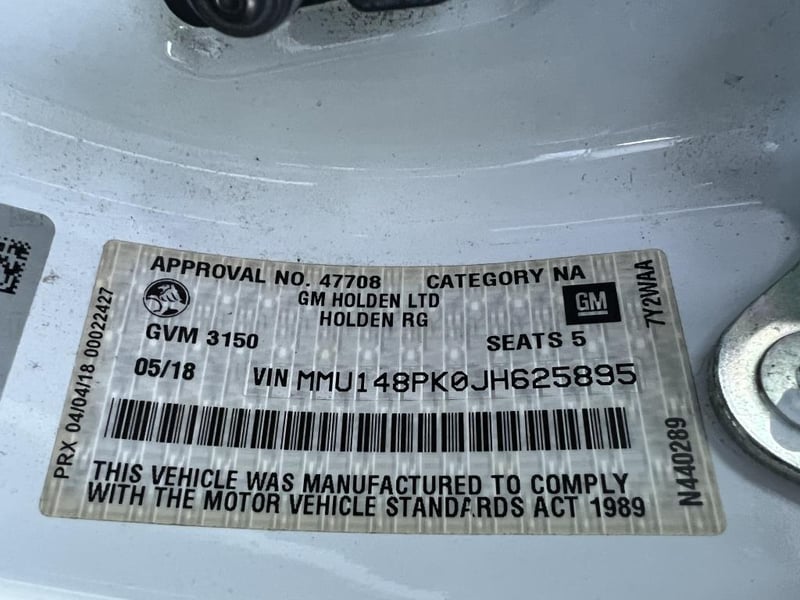 APPROVAL NO. 47708 CATEGORY NA
GM HOLDEN LTD
HOLDEN RG
GM
GVM 3150
SEATS 5
05/18
VIN MMU148PK0JH625895
THIS VEHICLE WAS MANUFACTURED TO COMPLY
WITH THE MOTOR VEHICLE STANDARDS ACT 1989
PRX 04/04/18 00022427
7Y2WAA
N440289